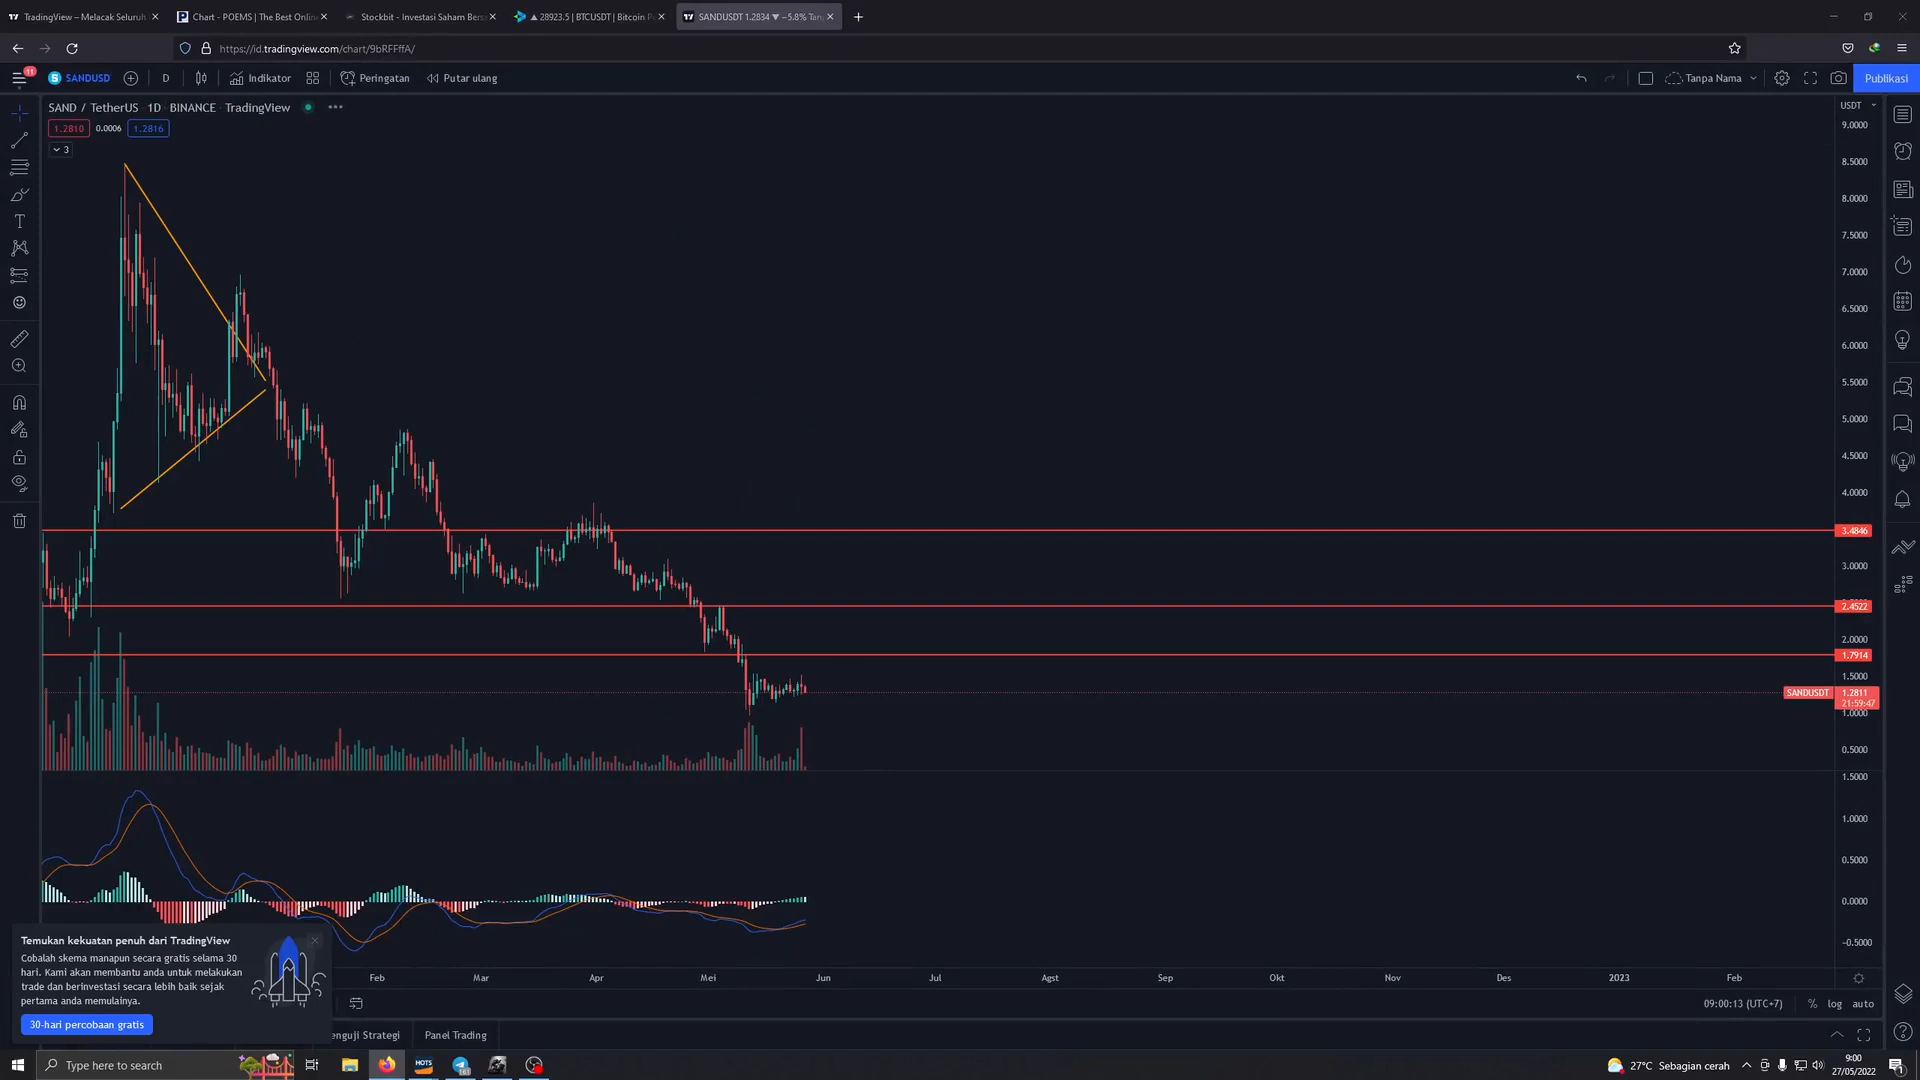 TradingView — Melacak Seluruh
Chart - POEMS | The Best Onlin
Stockbit - Investasi Saham Bers
▲ 28923.5 | BTCUSDT | Bitcoin P
SANDUSDT 1.2834 ▼ −5.8% Tan
https://id.tradingview.com/chart/9bRFFffA/
11
SANDUSD
D
Indikator
Peringatan
Putar ulang
Tanpa Nama
Publikasi
SAND / TetherUS · 1D · BINANCE · TradingView
USDT
1.2810
0.0006
1.2816
3
9.0000
8.5000
8.0000
7.5000
7.0000
6.5000
6.0000
5.5000
5.0000
4.5000
4.0000
3.4846
3.0000
2.4522
2.0000
1.7914
1.5000
SANDUSDT
1.2811
21:59:47
1.0000
0.5000
1.5000
1.0000
0.5000
0.0000
−0.5000
Temukan kekuatan penuh dari TradingView
Cobalah skema manapun secara gratis selama 30
hari. Kami akan membantu anda untuk melakukan
trade dan berinvestasi secara lebih baik sejak
pertama anda memulainya.
30-hari percobaan gratis
Feb
Mar
Apr
Mei
Jun
Jul
Agst
Sep
Okt
Nov
Des
2023
Feb
09:00:13 (UTC+7)
%
log
auto
enguji Strategi
Panel Trading
Type here to search
HOTS
27°C Sebagian cerah
9:00
27/05/2022